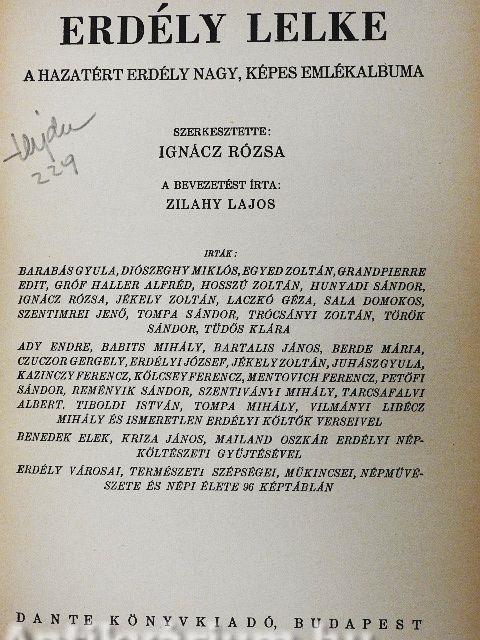 ERDÉLY LELKE
A HAZATÉRT ERDÉLY NAGY, KÉPES EMLÉKALBUMA
229
SZERKESZTETTE:
IGNÁCZ RÓZSA
A BEVEZETÉST ÍRTA:
ZILAHY LAJOS
IRTÁK:
BARABÁS GYULA, DIÓSZEGHY MIKLÓS, EGYED ZOLTÁN, GRANDPIERRE
EDIT, GRÓF HALLER ALFRÉD, HOSSZÚ ZOLTÁN, HUNYADI SÁNDOR,
IGNÁCZ RÓZSA, JÉKELY ZOLTÁN, LACZKÓ GÉZA, SALA DOMOKOS,
SZENTIMREI JENŐ, TOMPA SÁNDOR, TRÓCSÁNYI ZOLTÁN, TÖRÖK
SÁNDOR, TÜDŐS KLÁRA
ADY ENDRE, BABITS MIHÁLY, BARTALIS JÁNOS, BERDE MÁRIA,
CZUCZOR GERGELY, ERDÉLYI JÓZSEF, JÉKELY ZOLTÁN, JUHÁSZ GYULA,
KAZINCZY FERENCZ, KÖLCSEY FERENCZ, MENTOVICH FERENCZ, PETŐFI
SÁNDOR, REMÉNYIK SÁNDOR, SZENTIVÁNYI MIHÁLY, TARCSAFALVI
ALBERT, TIBOLDI ISTVÁN, TOMPA MIHÁLY, VILMÁNYI LIBÉCZ
MIHÁLY ÉS ISMERETLEN ERDÉLYI KÖLTŐK VERSEIVEL
BENEDEK ELEK, KRIZA JÁNOS, MAILAND OSZKÁR ERDÉLYI NÉP-
KÖLTÉSZETI GYŰJTÉSÉVEL
ERDÉLY VÁROSAI, TERMÉSZETI SZÉPSÉGEI, MŰKINCSEI, NÉPMŰVÉ-
SZETE ÉS NÉPI ÉLETE 96 KÉPTÁBLÁN
DANTE KÖNYVKIADÓ, BUDAPEST